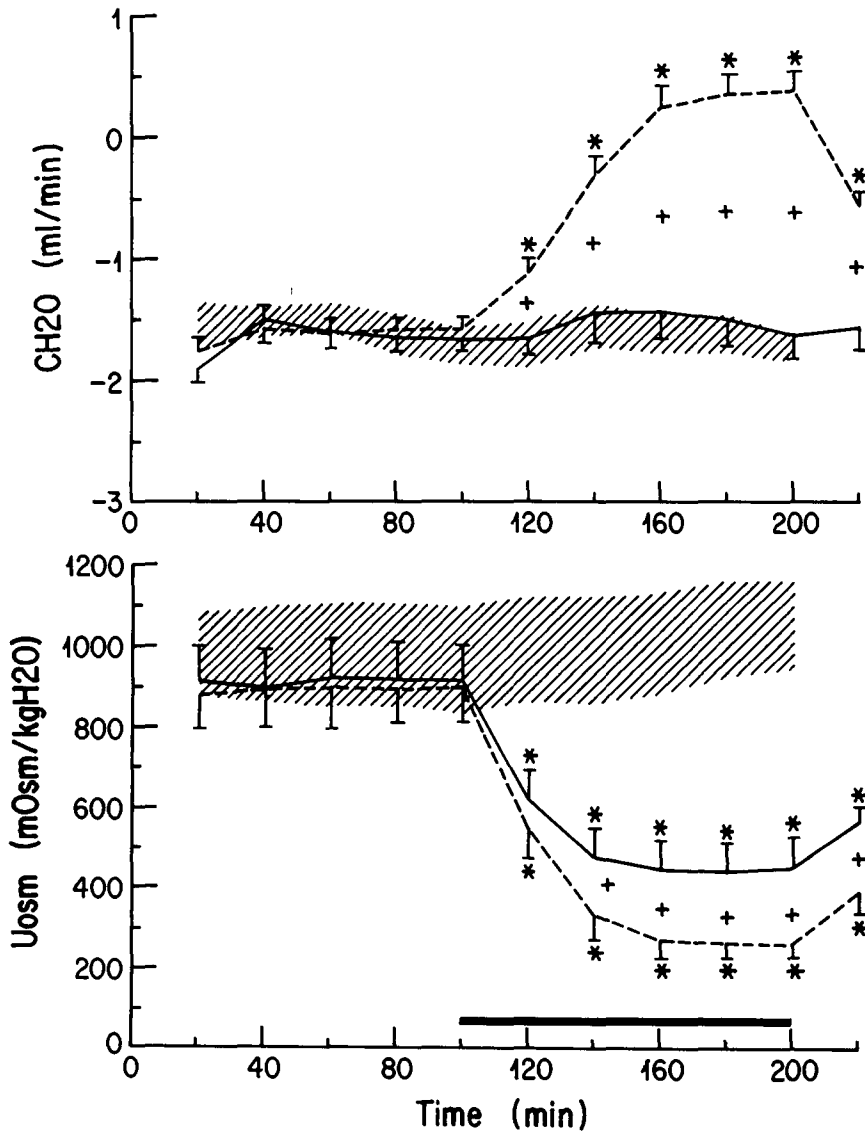 CH2O (ml/min)
1
0
-1
-2
-3
* * * * * *
+ + + + + +
0 40 80 120 160 200
Uosm (mOsm/kgH2O)
1200
1000
800
600
400
200
0
* * * * * *
+ + + + +
* * * * * *
0 40 80 120 160 200
Time (min)